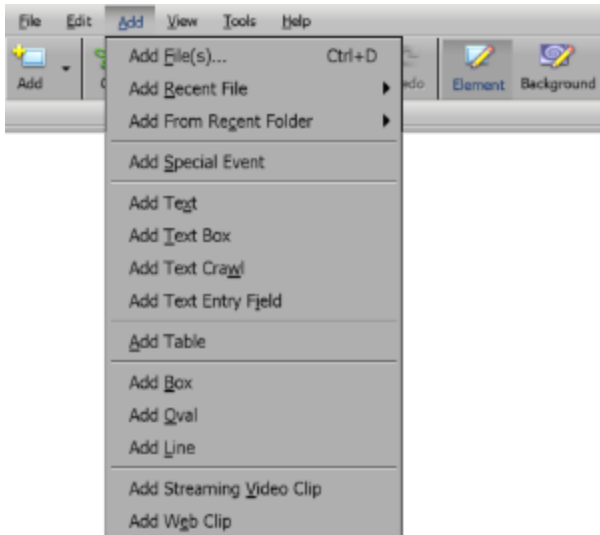 File Edit Add View Tools Help
Add File(s)... Ctrl+D
Add Element Background
Add Recent File
Add From Recent Folder
Add Special Event
Add Text
Add Text Box
Add Text Crawl
Add Text Entry Field
Add Table
Add Box
Add Oval
Add Line
Add Streaming Video Clip
Add Web Clip